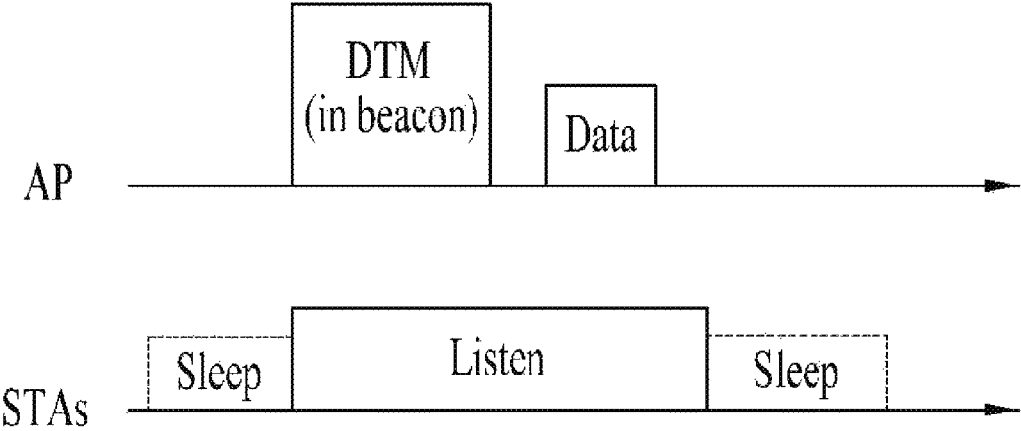 DTM
(in beacon)
Data
AP
Sleep
Listen
Sleep
STAs